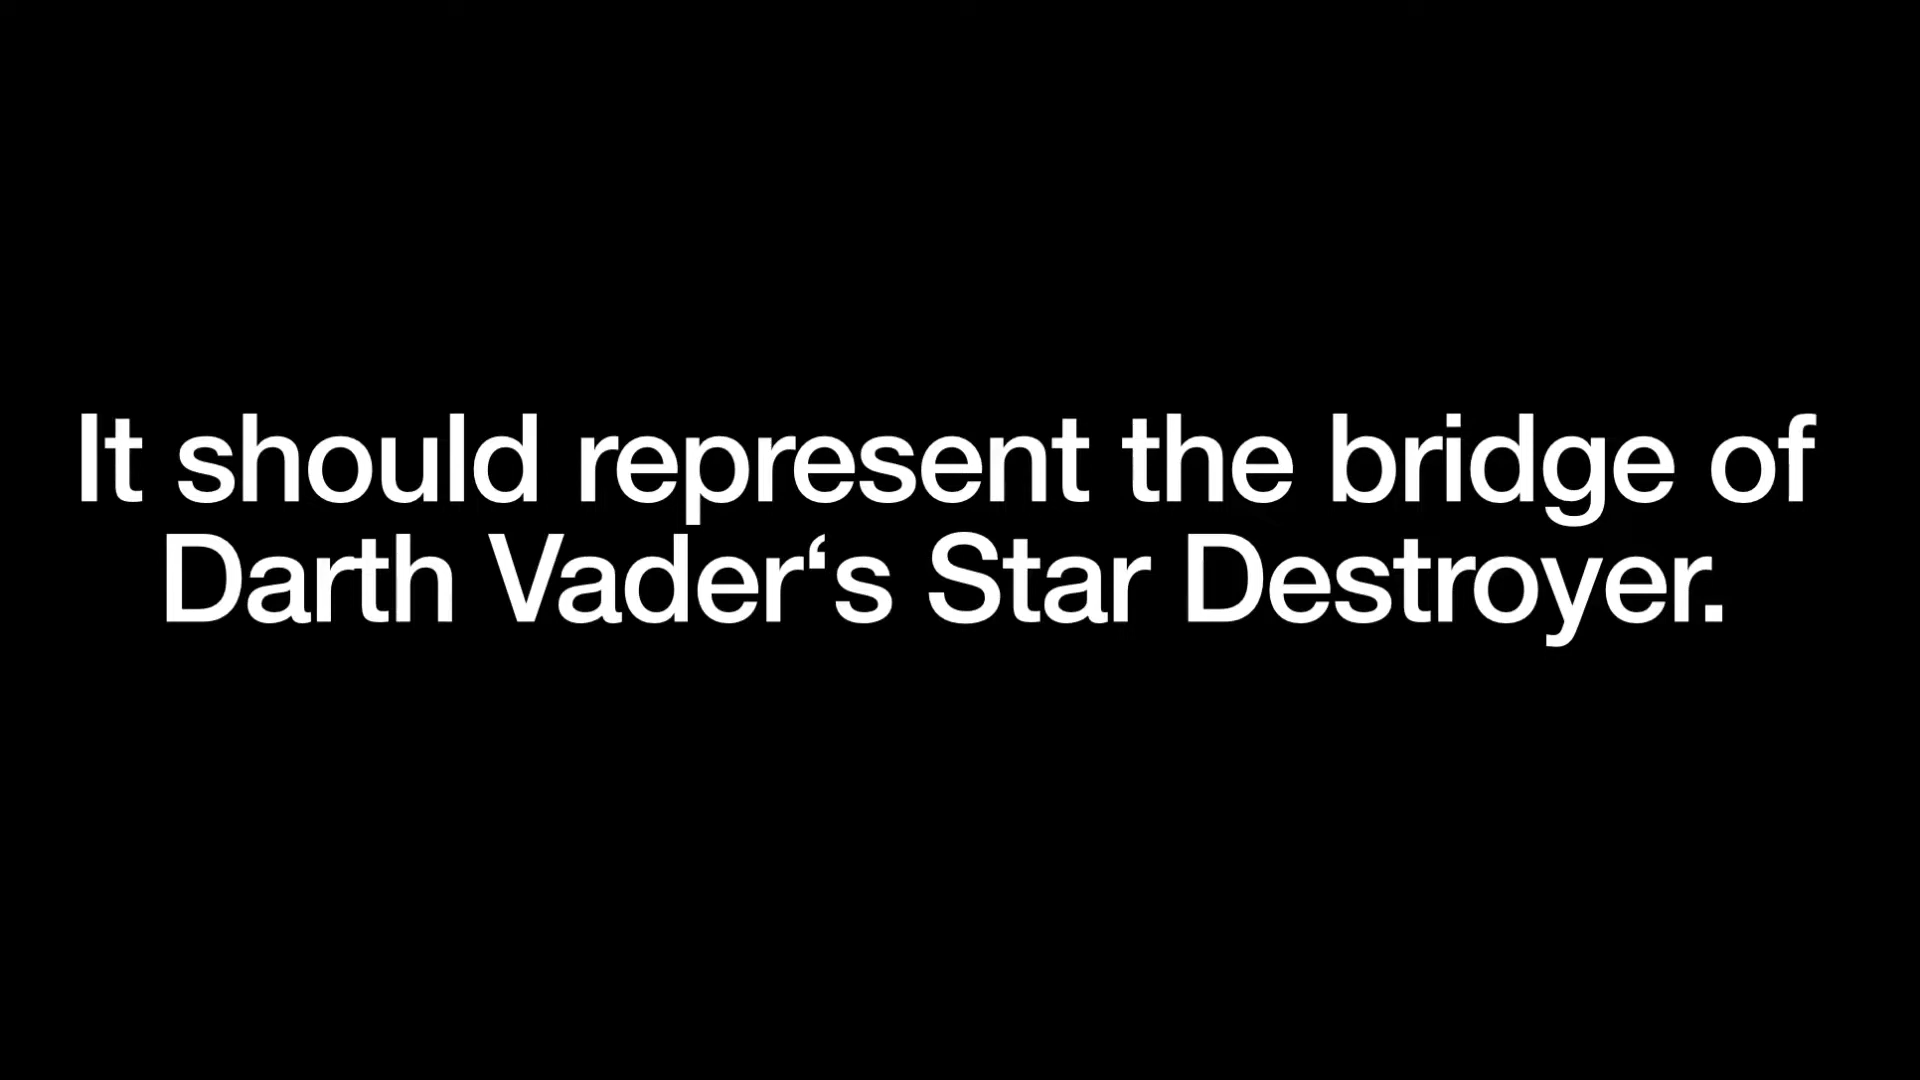 It should represent the bridge of
Darth Vader‘s Star Destroyer.